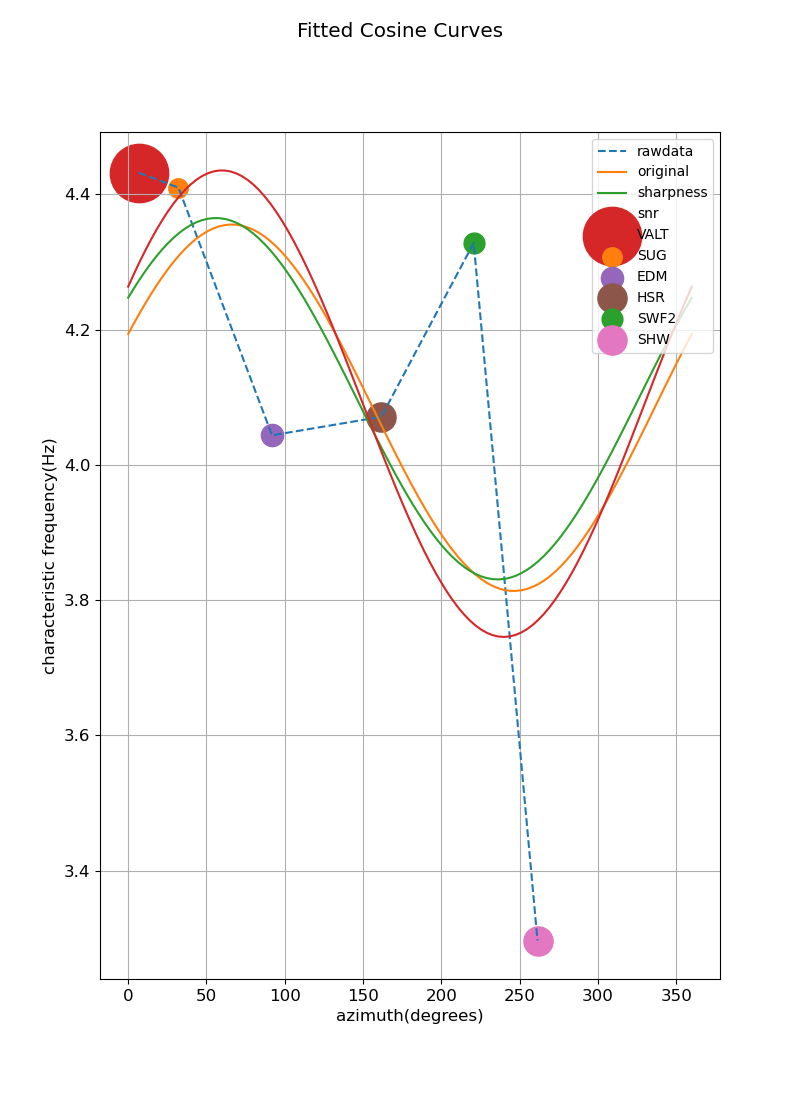 Fitted Cosine Curves
characteristic frequency(Hz)
4.4
4.2
4.0
3.8
3.6
3.4
rawdata
original
sharpness
snr
VALT
SUG
EDM
HSR
SWF2
SHW
0 50 100 150 200 250 300 350
azimuth(degrees)